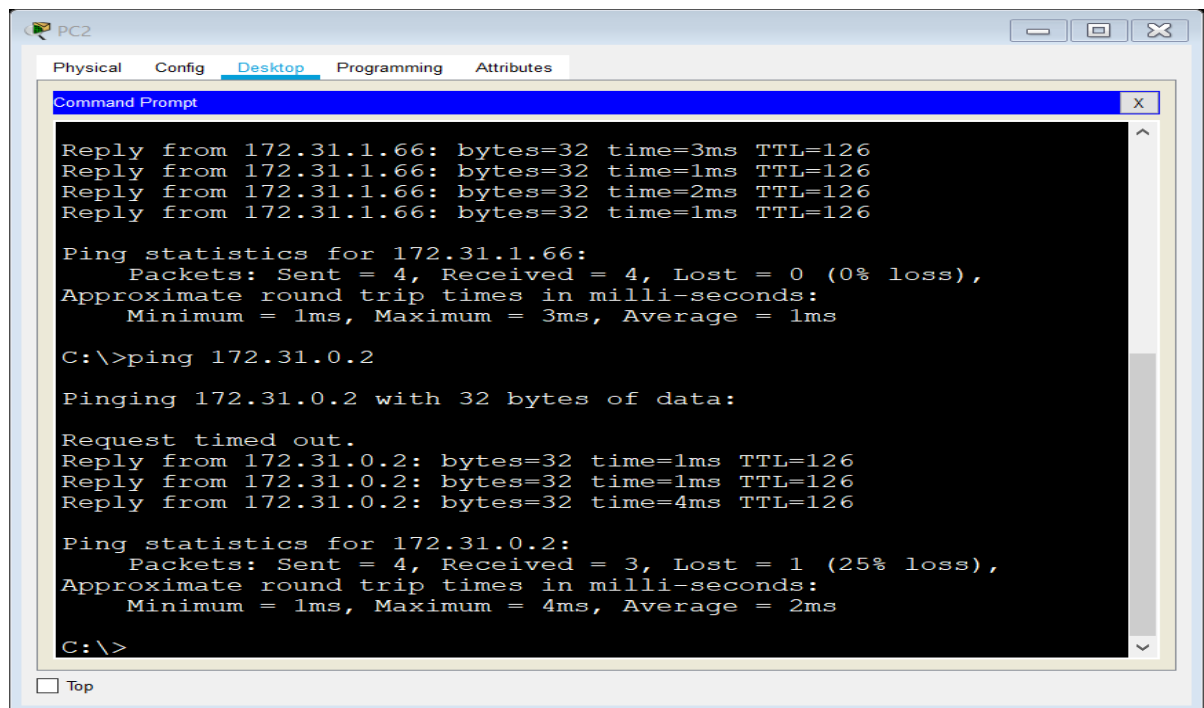 PC2
Physical Config Desktop Programming Attributes
Command Prompt X
Reply from 172.31.1.66: bytes=32 time=3ms TTL=126
Reply from 172.31.1.66: bytes=32 time=1ms TTL=126
Reply from 172.31.1.66: bytes=32 time=2ms TTL=126
Reply from 172.31.1.66: bytes=32 time=1ms TTL=126
Ping statistics for 172.31.1.66:
Packets: Sent = 4, Received = 4, Lost = 0 (0% loss),
Approximate round trip times in milli-seconds:
Minimum = 1ms, Maximum = 3ms, Average = 1ms
C:\>ping 172.31.0.2
Pinging 172.31.0.2 with 32 bytes of data:
Request timed out.
Reply from 172.31.0.2: bytes=32 time=1ms TTL=126
Reply from 172.31.0.2: bytes=32 time=1ms TTL=126
Reply from 172.31.0.2: bytes=32 time=4ms TTL=126
Ping statistics for 172.31.0.2:
Packets: Sent = 4, Received = 3, Lost = 1 (25% loss),
Approximate round trip times in milli-seconds:
Minimum = 1ms, Maximum = 4ms, Average = 2ms
C:\>
Top